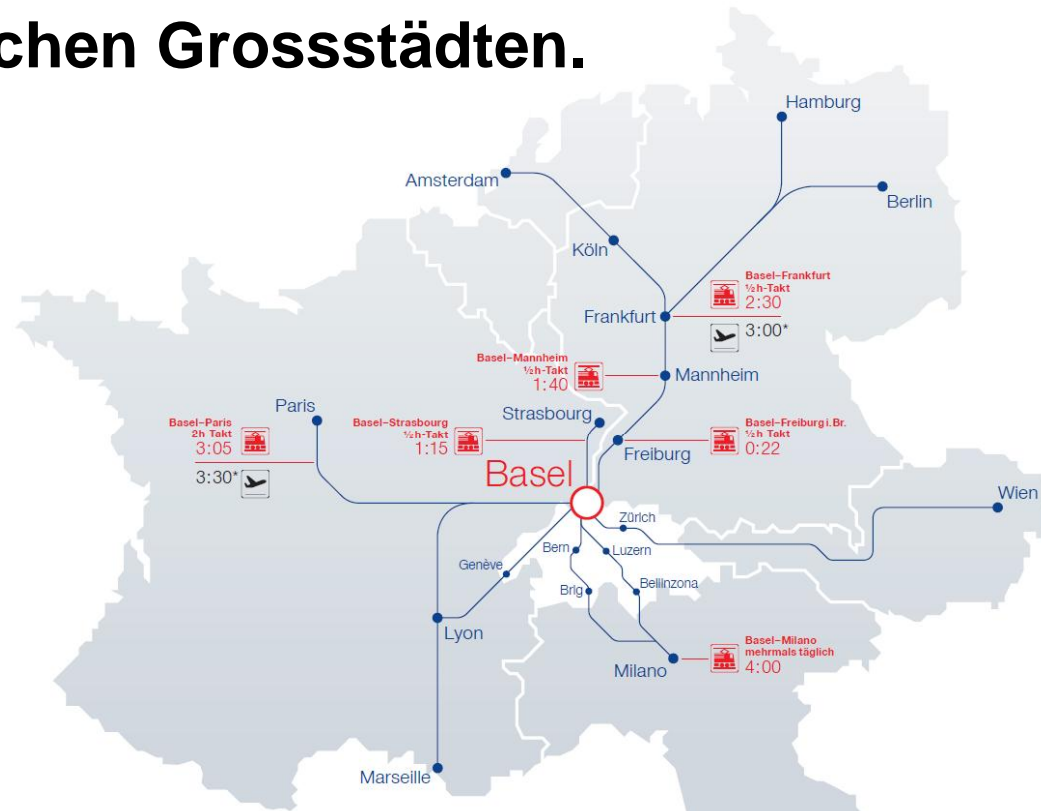 chen Grossstädten.
Hamburg
Amsterdam
Berlin
Köln
Basel–Frankfurt
½h-Takt
2:30
Frankfurt
3:00*
Basel–Mannheim
½h-Takt
1:40
Mannheim
Paris
Strasbourg
Basel–Paris
2h Takt
3:05
3:30*
Basel–Strasbourg
½h-Takt
1:15
Basel–Freiburg i. Br.
½h Takt
0:22
Freiburg
Basel
Wien
Zürich
Bern
Luzern
Genève
Brig
Bellinzona
Lyon
Basel–Milano
mehrmals täglich
4:00
Milano
Marseille